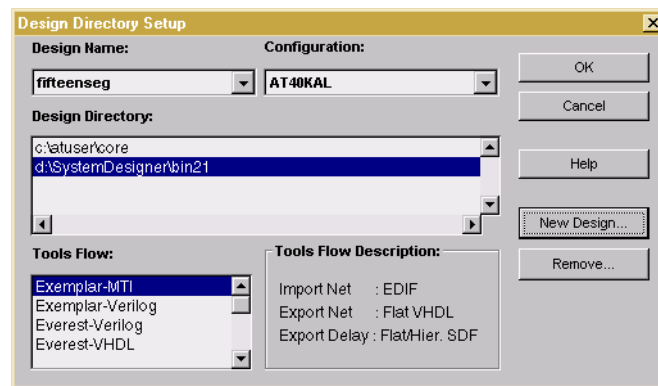 Design Directory Setup
Design Name:
Configuration:
fifteenseg
AT40KAL
OK
Cancel
Design Directory:
c:\atuser\core
d:\SystemDesigner\bin21
Help
New Design...
Remove...
Tools Flow:
Exemplar-MTI
Exemplar-Verilog
Everest-Verilog
Everest-VHDL
Tools Flow Description:
Import Net : EDIF
Export Net : Flat VHDL
Export Delay : Flat/Hier. SDF